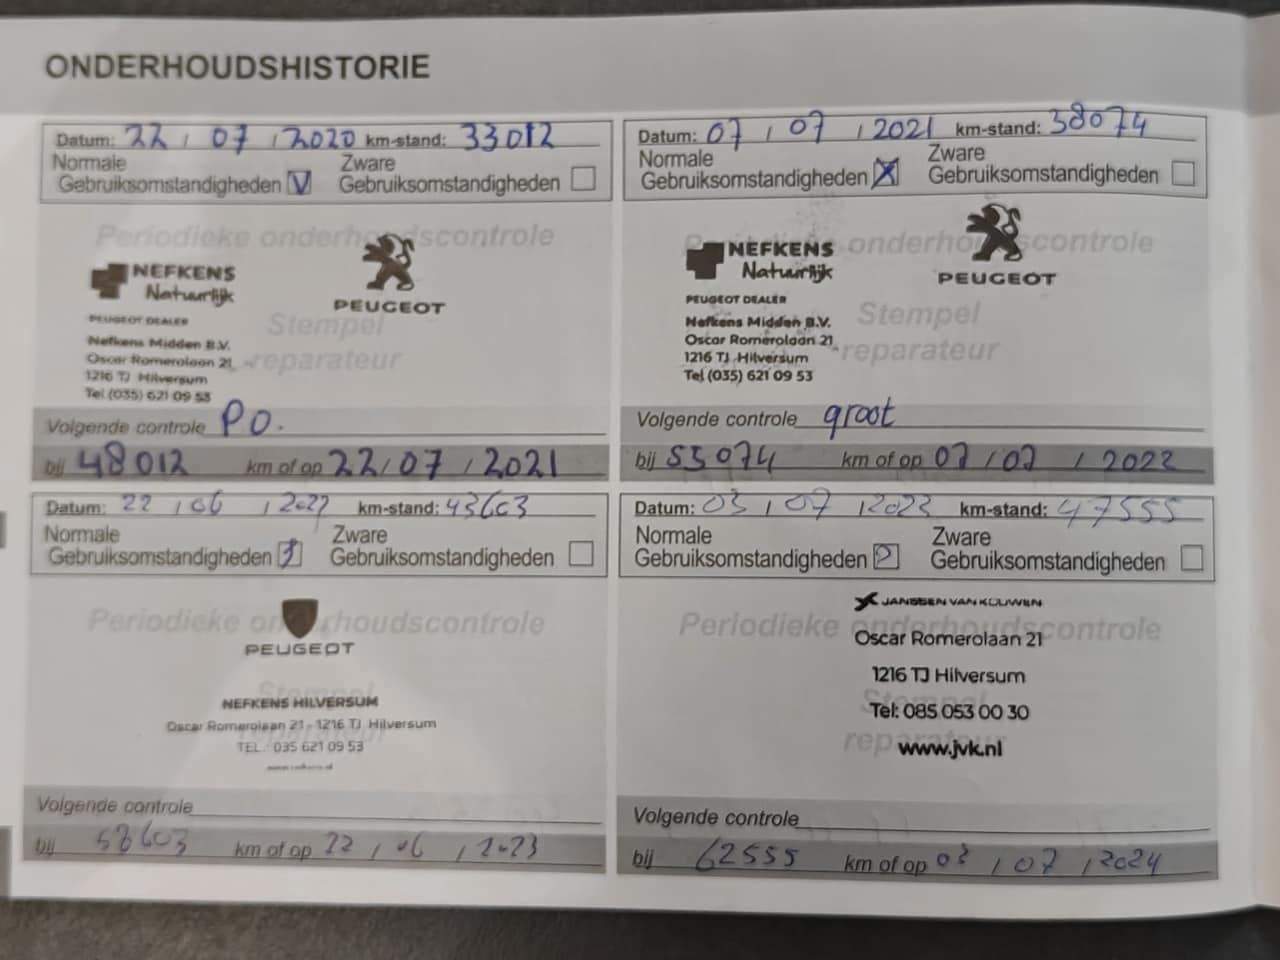 ONDERHOUDSHISTORIE
Datum: 22 / 07 / 2020 km-stand: 33012
Normale Zware
Gebruiksomstandigheden V Gebruiksomstandigheden
Periodieke onderhoudscontrole
NEFKENS
Natuurlijk
PEUGEOT
PEUGEOT DEALER
Stempel
Nefkens Midden B.V.
Oscar Romerolaan 21
reparateur
1216 TJ Hilversum
Tel (035) 621 09 53
Volgende controle P.O.
bij 48012 km of op 22/07/2021
Datum: 07 / 07 / 2021 km-stand: 38074
Normale Zware
Gebruiksomstandigheden X Gebruiksomstandigheden
Periodieke onderhoudscontrole
NEFKENS
Natuurlijk
PEUGEOT
PEUGEOT DEALER
Stempel
Nefkens Midden B.V.
Oscar Romerolaan 21
reparateur
1216 TJ Hilversum
Tel (035) 621 09 53
Volgende controle groot
bij 53074 km of op 07/07/2022
Datum: 22 / 06 / 2022 km-stand: 43603
Normale Zware
Gebruiksomstandigheden Gebruiksomstandigheden
Periodieke onderhoudscontrole
PEUGEOT
Stempel
NEFKENS HILVERSUM
Oscar Romerolaan 21 - 1216 TJ Hilversum
reparateur
TEL.: 035 621 09 53
Volgende controle
bij 58603 km of op 22 / 06 / 2023
Datum: 03 / 07 / 2023 km-stand: 47555
Normale Zware
Gebruiksomstandigheden Gebruiksomstandigheden
JANSSEN VAN KOUWEN
Periodieke onderhoudscontrole
Oscar Romerolaan 21
1216 TJ Hilversum
Stempel
Tel: 085 053 00 30
reparateur
www.jvk.nl
Volgende controle
bij 62555 km of op 03 / 07 / 2024